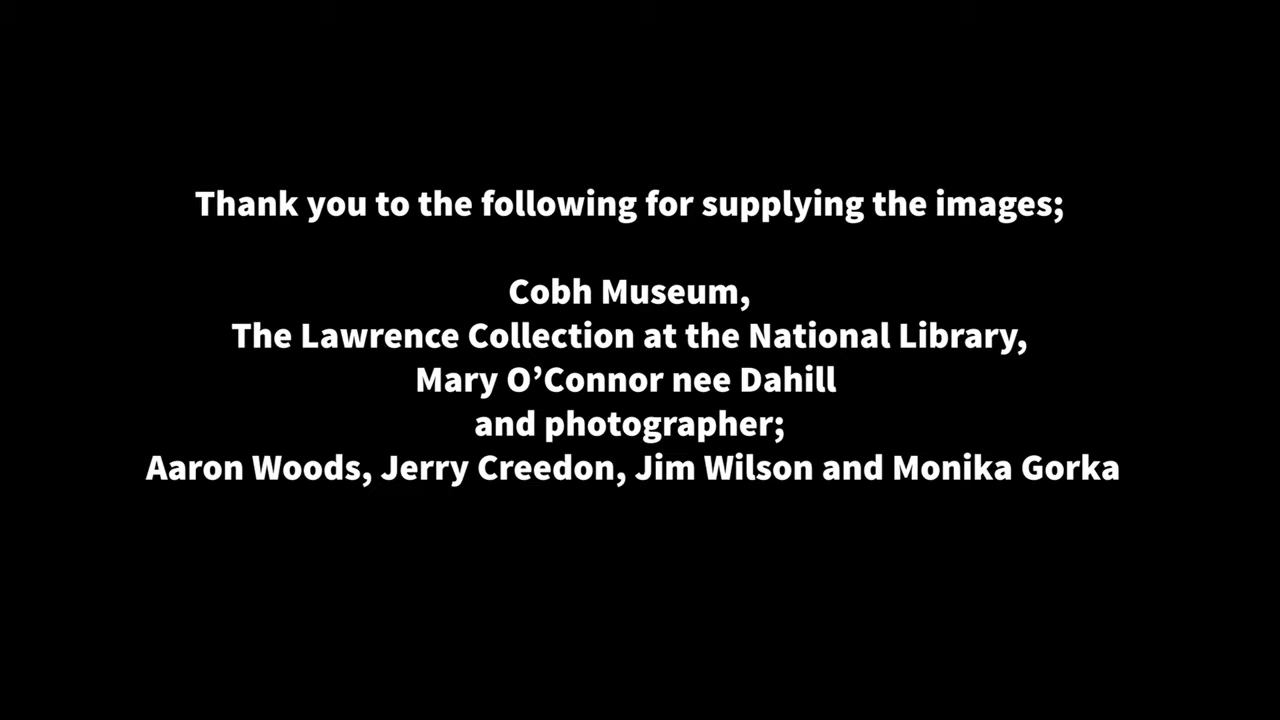 Thank you to the following for supplying the images;
Cobh Museum,
The Lawrence Collection at the National Library,
Mary O’Connor nee Dahill
and photographer;
Aaron Woods, Jerry Creedon, Jim Wilson and Monika Gorka